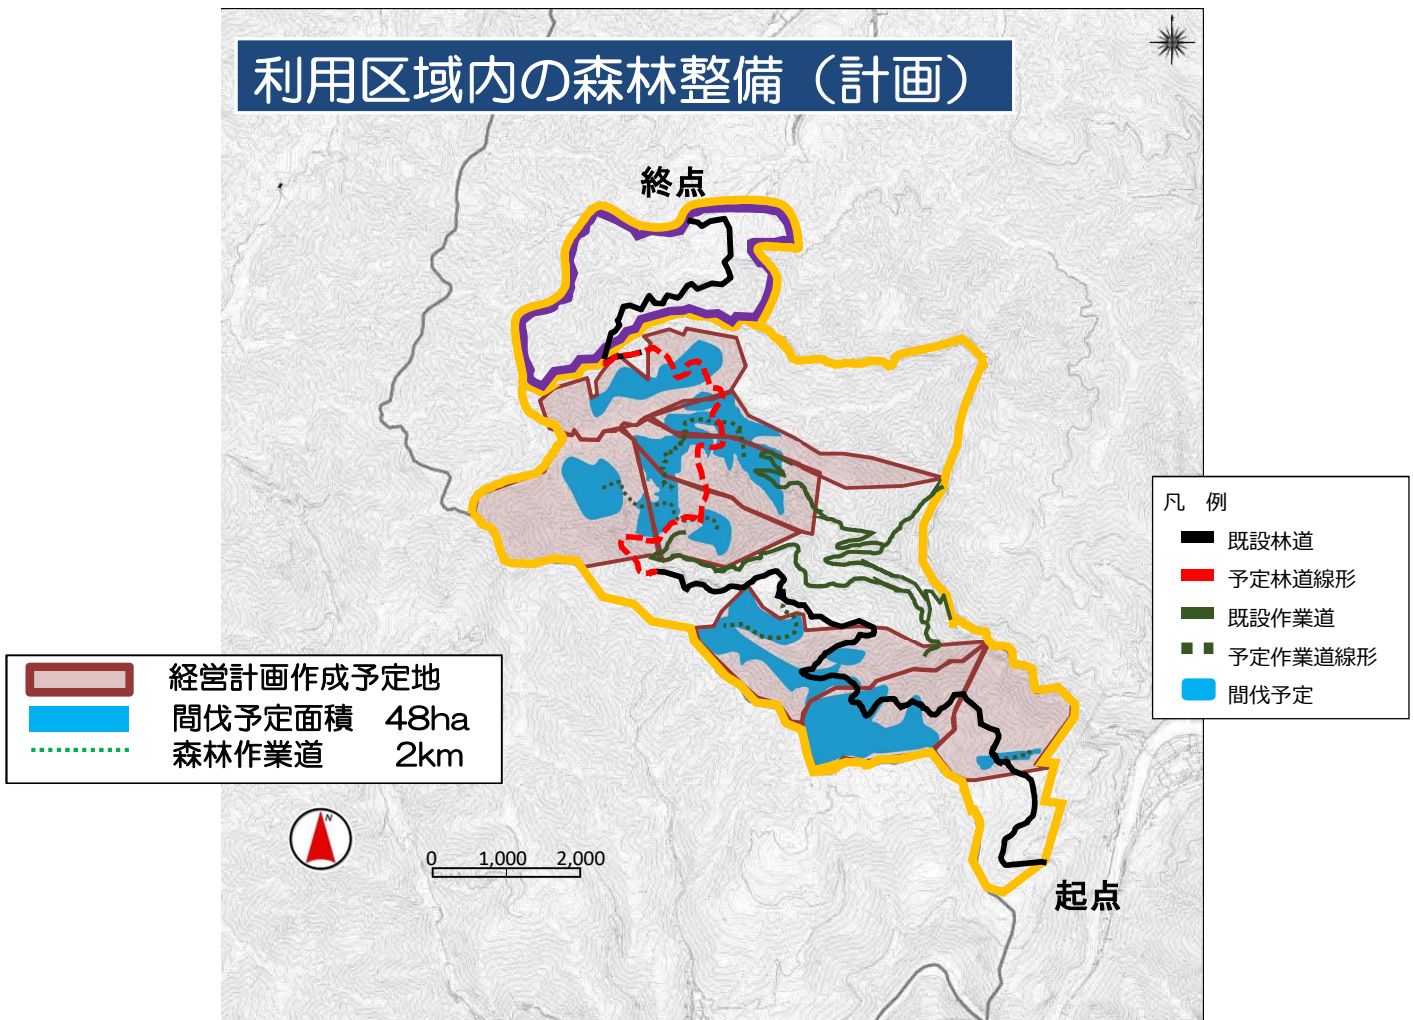 利用区域内の森林整備（計画）
終点
凡　例
既設林道
予定林道線形
既設作業道
予定作業道線形
間伐予定
経営計画作成予定地
間伐予定面積　48ha
森林作業道　2km
N
0　1,000　2,000
起点